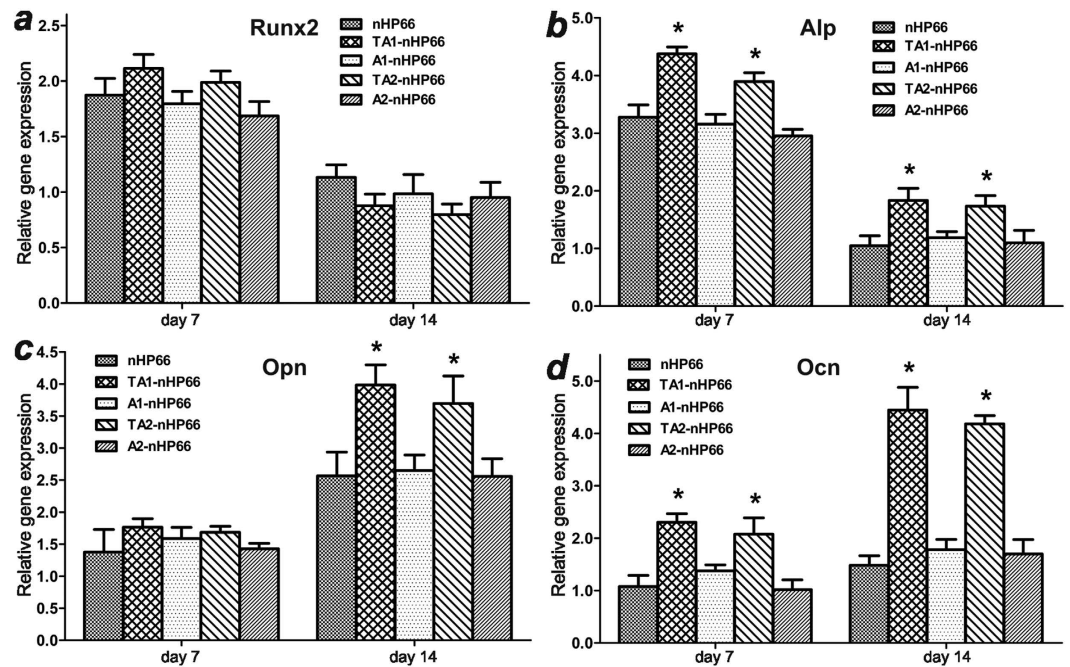 a
Runx2
nHP66
TA1-nHP66
A1-nHP66
TA2-nHP66
A2-nHP66
Relative gene expression
2.5
2.0
1.5
1.0
0.5
0.0
day 7
day 14
b
Alp
nHP66
TA1-nHP66
A1-nHP66
TA2-nHP66
A2-nHP66
Relative gene expression
5.0
4.0
3.0
2.0
1.0
0.0
* * * *
day 7
day 14
c
Opn
nHP66
TA1-nHP66
A1-nHP66
TA2-nHP66
A2-nHP66
Relative gene expression
4.5
4.0
3.5
3.0
2.5
2.0
1.5
1.0
0.5
0.0
* *
day 7
day 14
d
Ocn
nHP66
TA1-nHP66
A1-nHP66
TA2-nHP66
A2-nHP66
Relative gene expression
5.0
4.0
3.0
2.0
1.0
0.0
* * * *
day 7
day 14